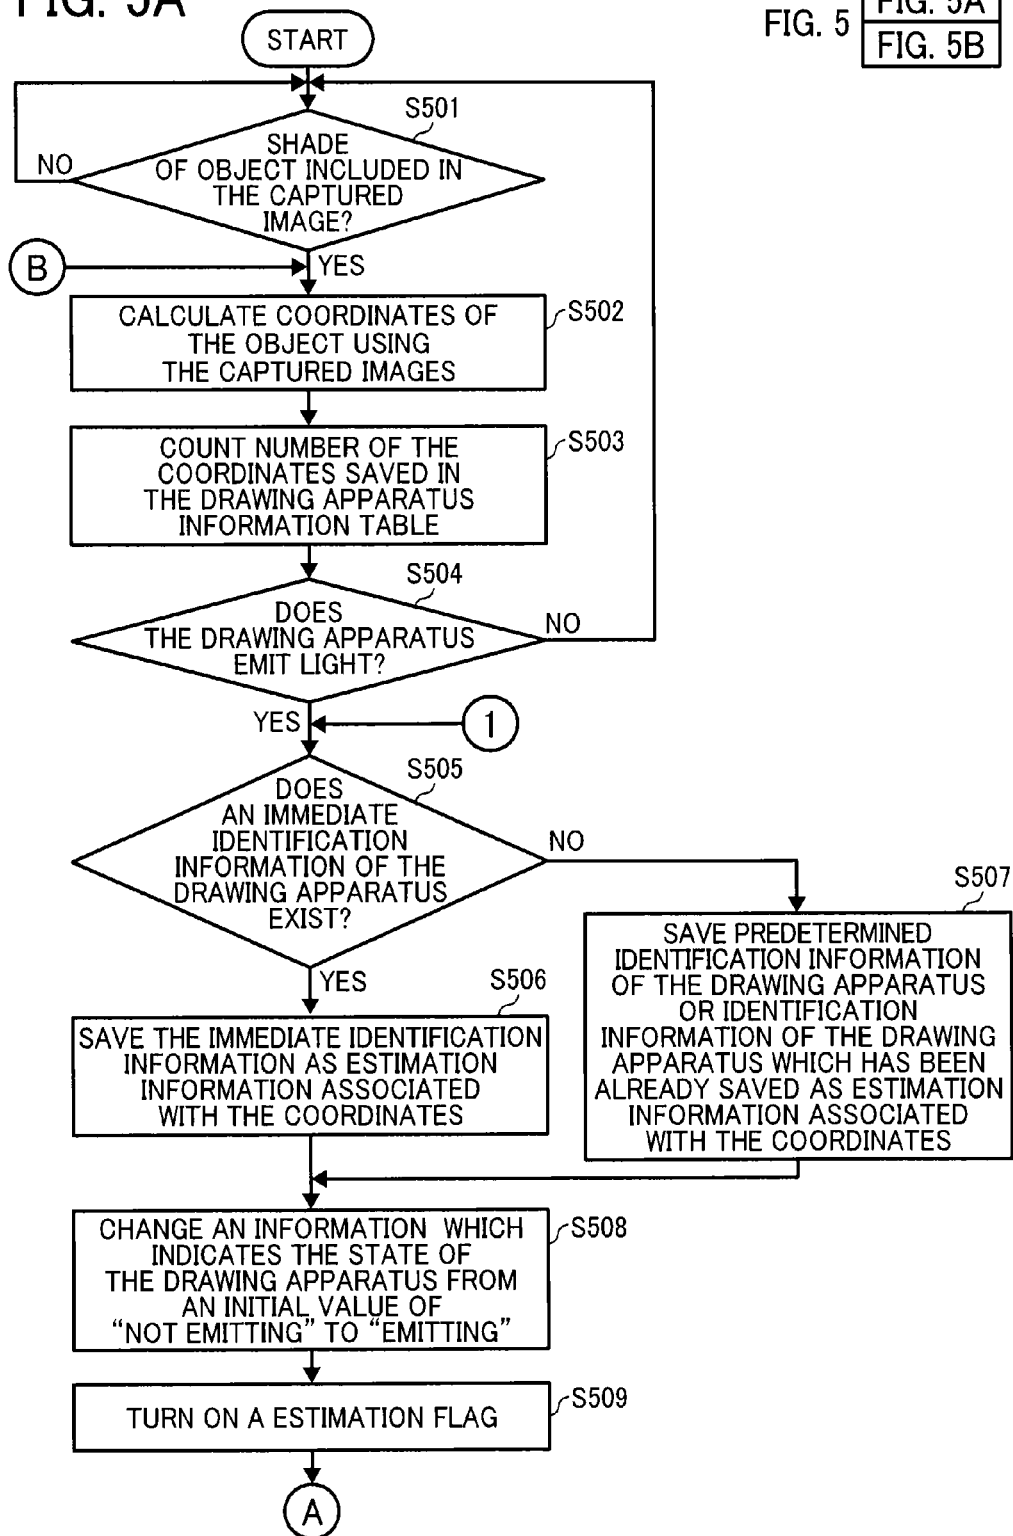 FIG. 5A
FIG. 5
FIG. 5A
FIG. 5B
START
S501
SHADE
OF OBJECT INCLUDED IN
THE CAPTURED
IMAGE?
NO
B
YES
S502
CALCULATE COORDINATES OF
THE OBJECT USING
THE CAPTURED IMAGES
S503
COUNT NUMBER OF THE
COORDINATES SAVED IN
THE DRAWING APPARATUS
INFORMATION TABLE
S504
DOES
THE DRAWING APPARATUS
EMIT LIGHT?
NO
YES
1
S505
DOES
AN IMMEDIATE
IDENTIFICATION
INFORMATION OF THE
DRAWING APPARATUS
EXIST?
NO
YES
S506
SAVE THE IMMEDIATE IDENTIFICATION
INFORMATION AS ESTIMATION
INFORMATION ASSOCIATED
WITH THE COORDINATES
S507
SAVE PREDETERMINED
IDENTIFICATION INFORMATION
OF THE DRAWING APPARATUS
OR IDENTIFICATION
INFORMATION OF THE DRAWING
APPARATUS WHICH HAS BEEN
ALREADY SAVED AS ESTIMATION
INFORMATION ASSOCIATED
WITH THE COORDINATES
S508
CHANGE AN INFORMATION WHICH
INDICATES THE STATE OF
THE DRAWING APPARATUS FROM
AN INITIAL VALUE OF
“NOT EMITTING” TO “EMITTING”
S509
TURN ON A ESTIMATION FLAG
A